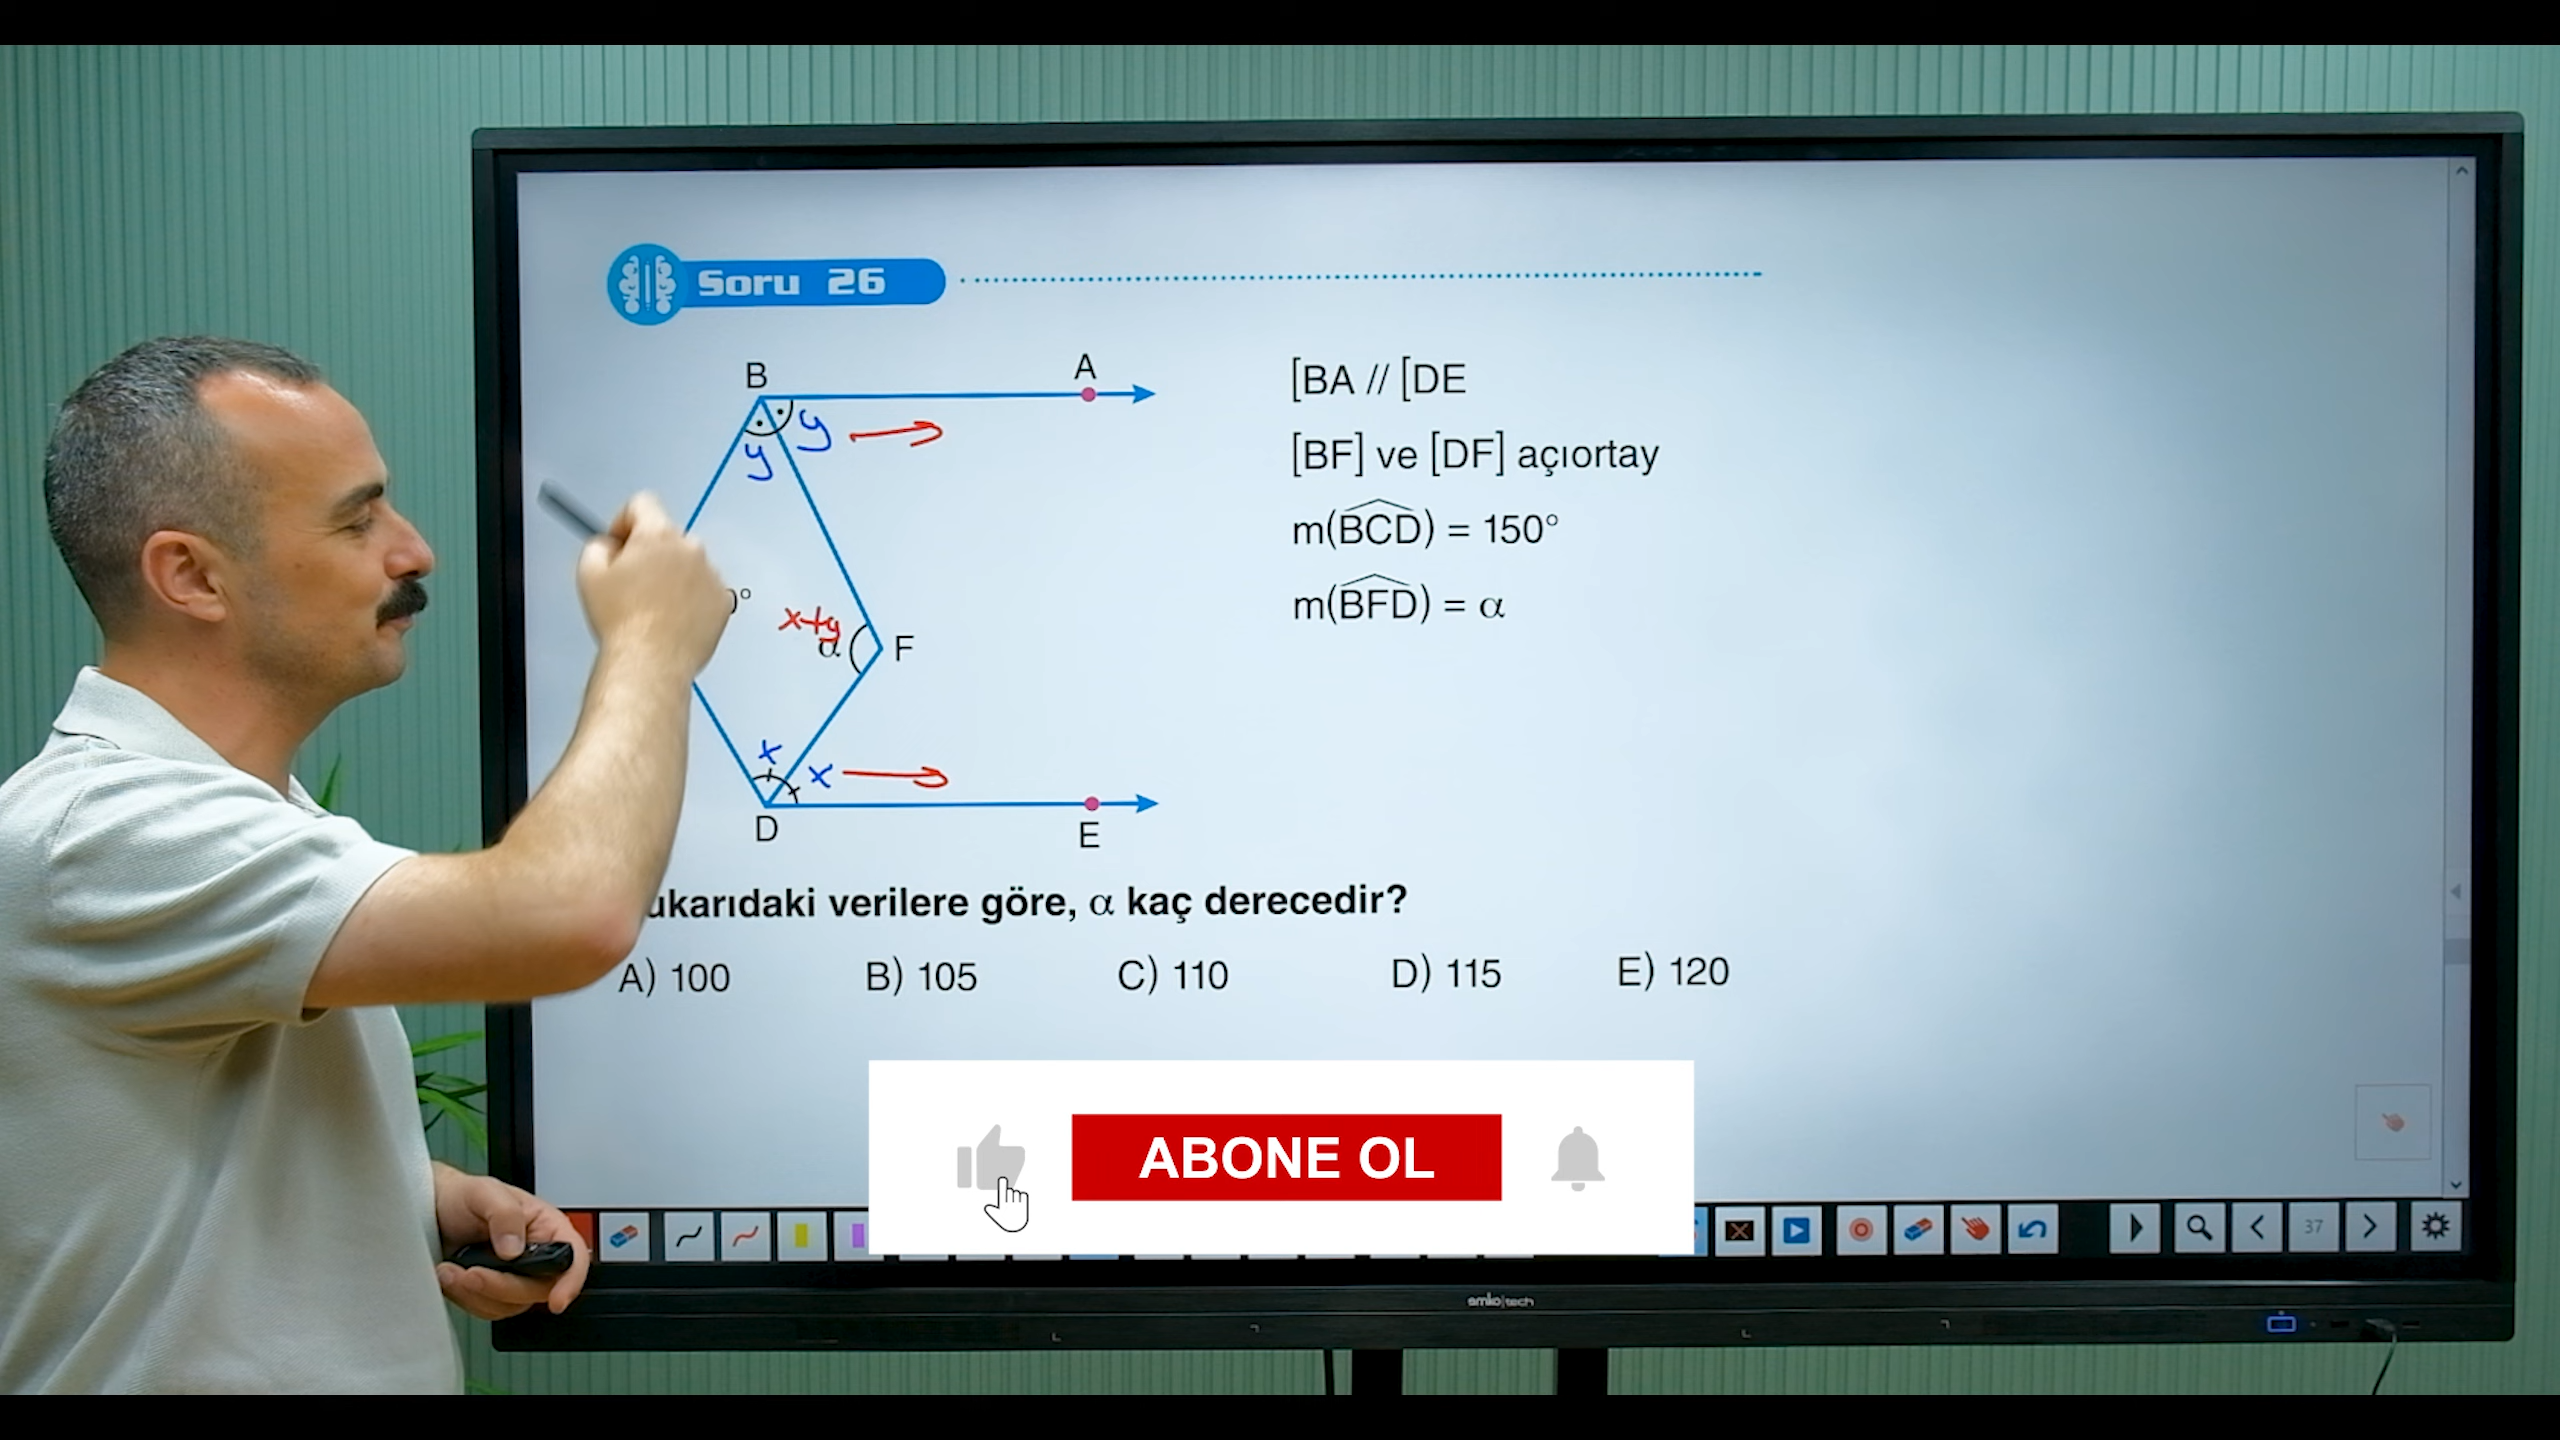 Soru 26
B
A
y
y
[BA // [DE
[BF] ve [DF] açıortay
m(BCD) = 150°
m(BFD) = α
x+y
α
F
x
x
D
E
ukarıdaki verilere göre, α kaç derecedir?
A) 100 B) 105 C) 110 D) 115 E) 120
ABONE OL
37